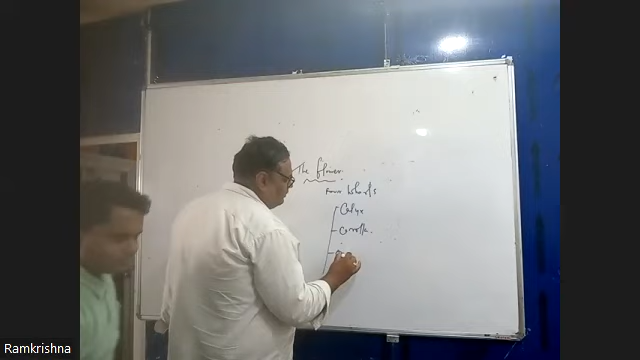 The flower
Four Whorls
Calyx
Corolla
Ramkrishna